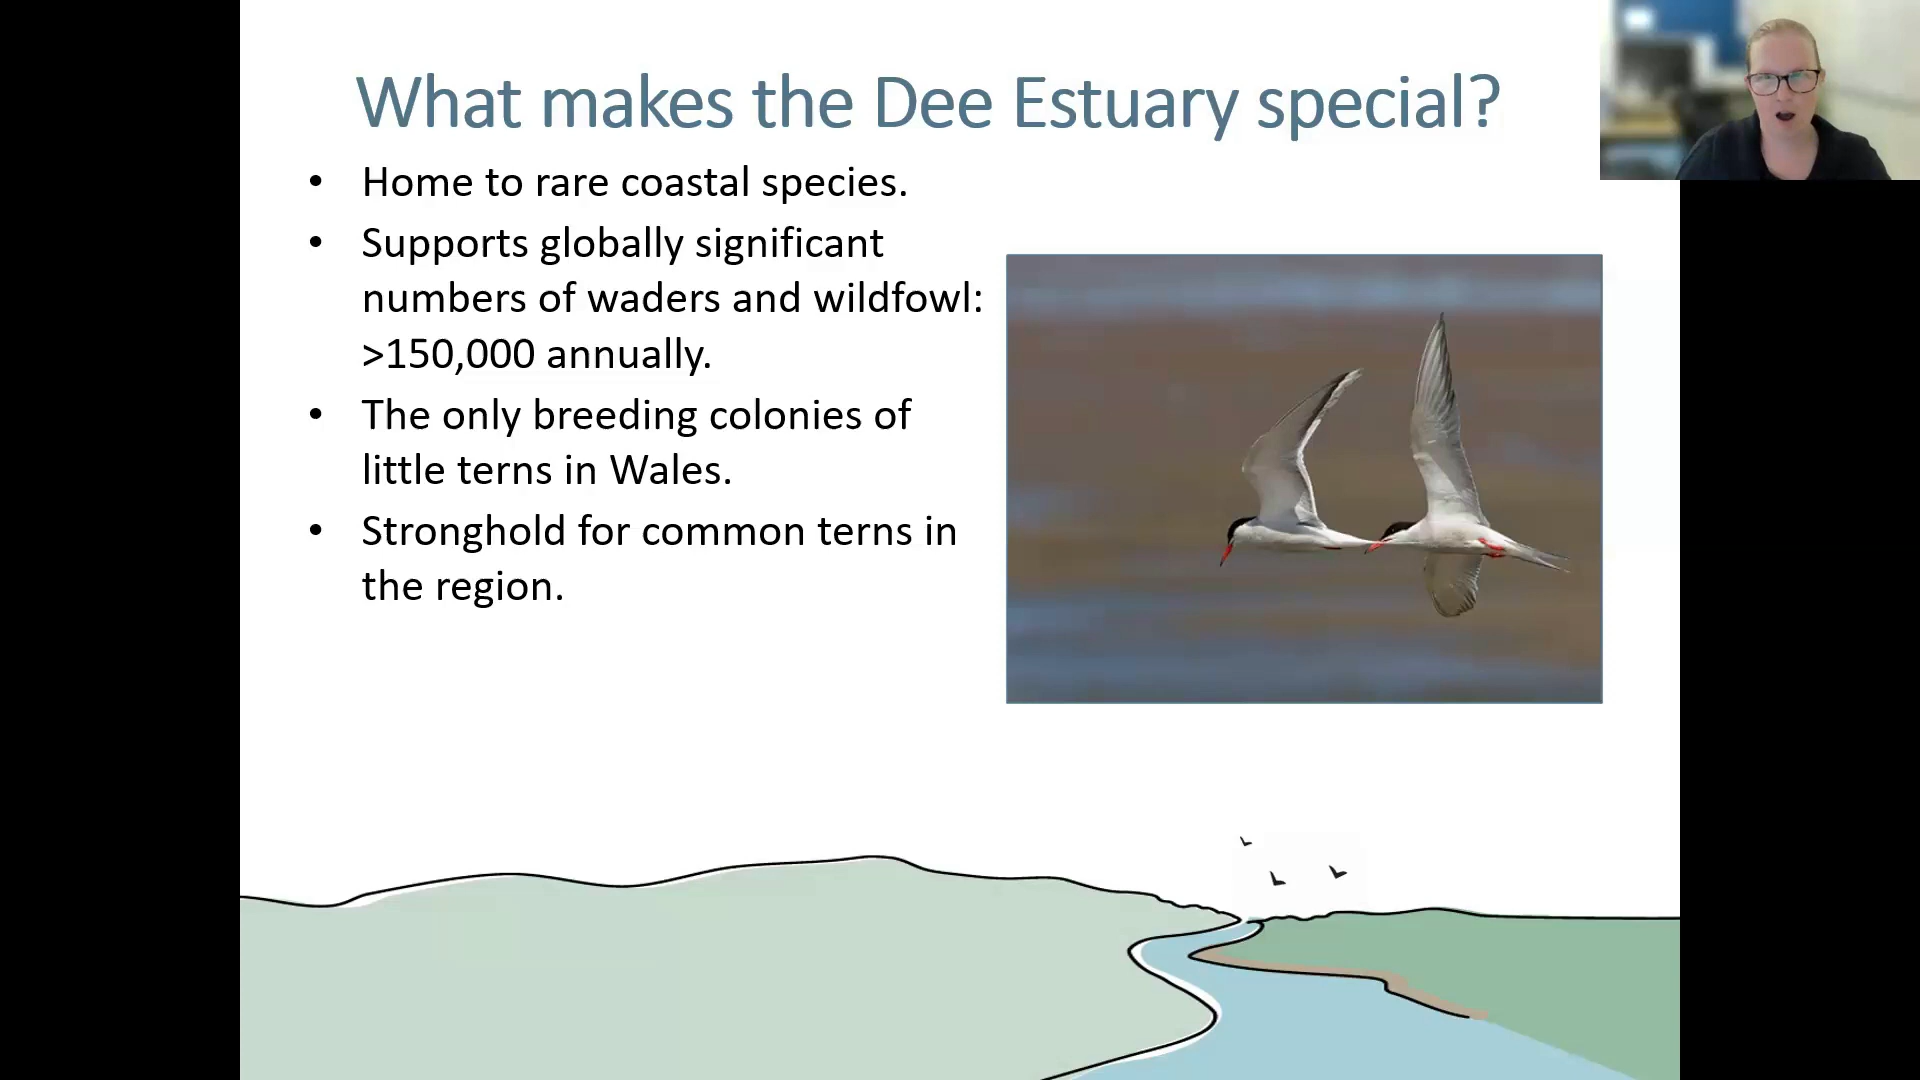 What makes the Dee Estuary special?
• Home to rare coastal species.
• Supports globally significant
numbers of waders and wildfowl:
>150,000 annually.
• The only breeding colonies of
little terns in Wales.
• Stronghold for common terns in
the region.